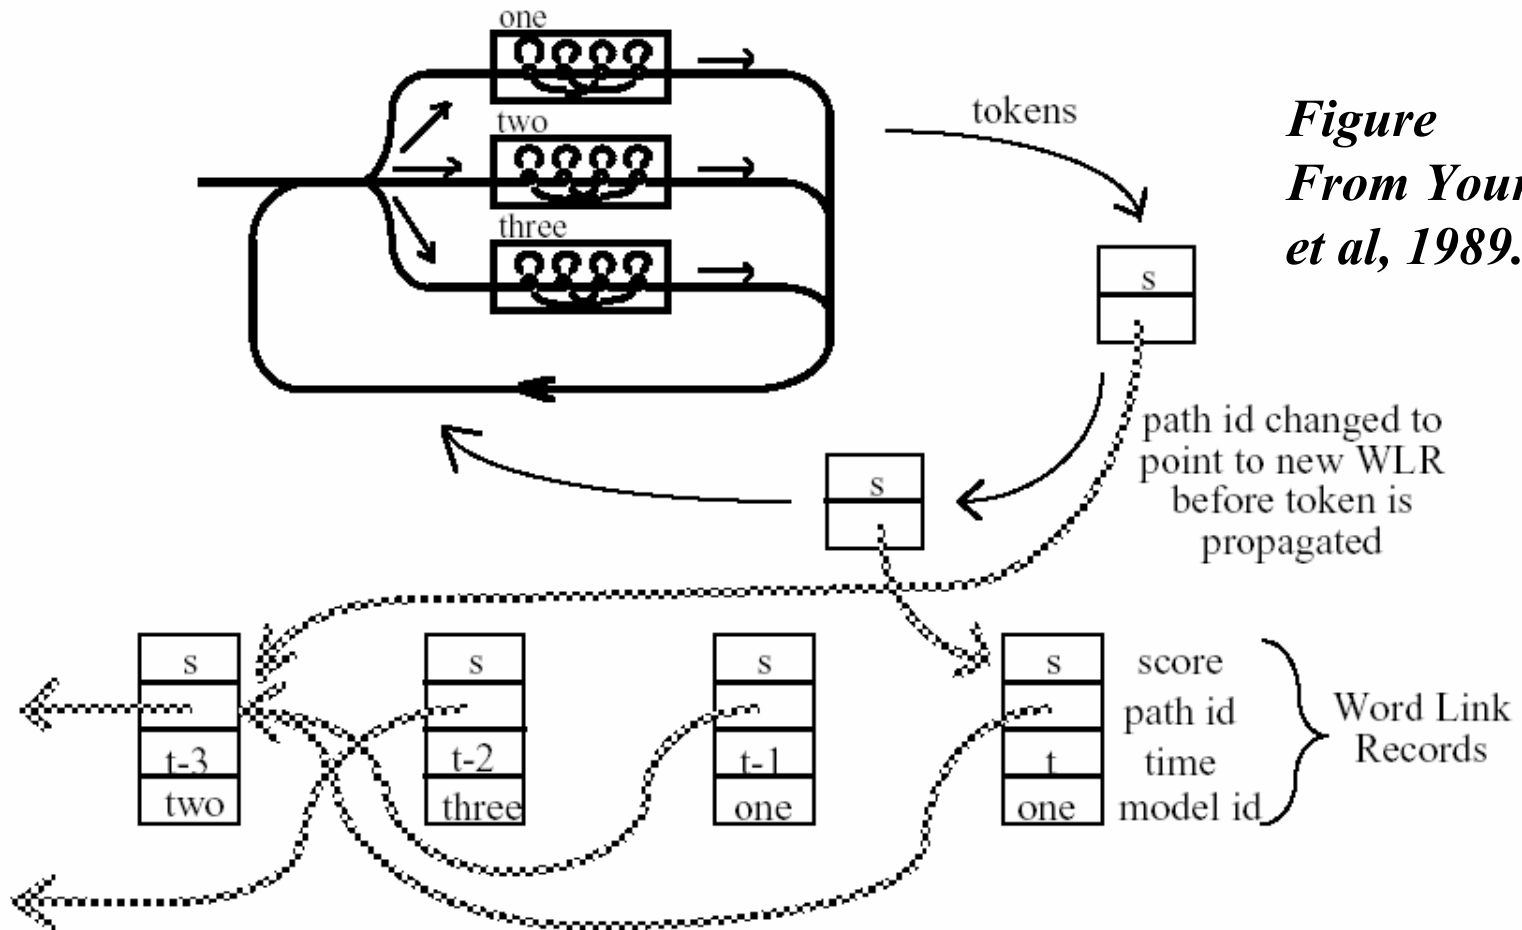 one
two
three
tokens
Figure
From Your
et al, 1989.
s
path id changed to
point to new WLR
before token is
propagated
s
s
t-3
two
s
t-2
three
s
t-1
one
s
t
one
score
path id
time
model id
Word Link
Records